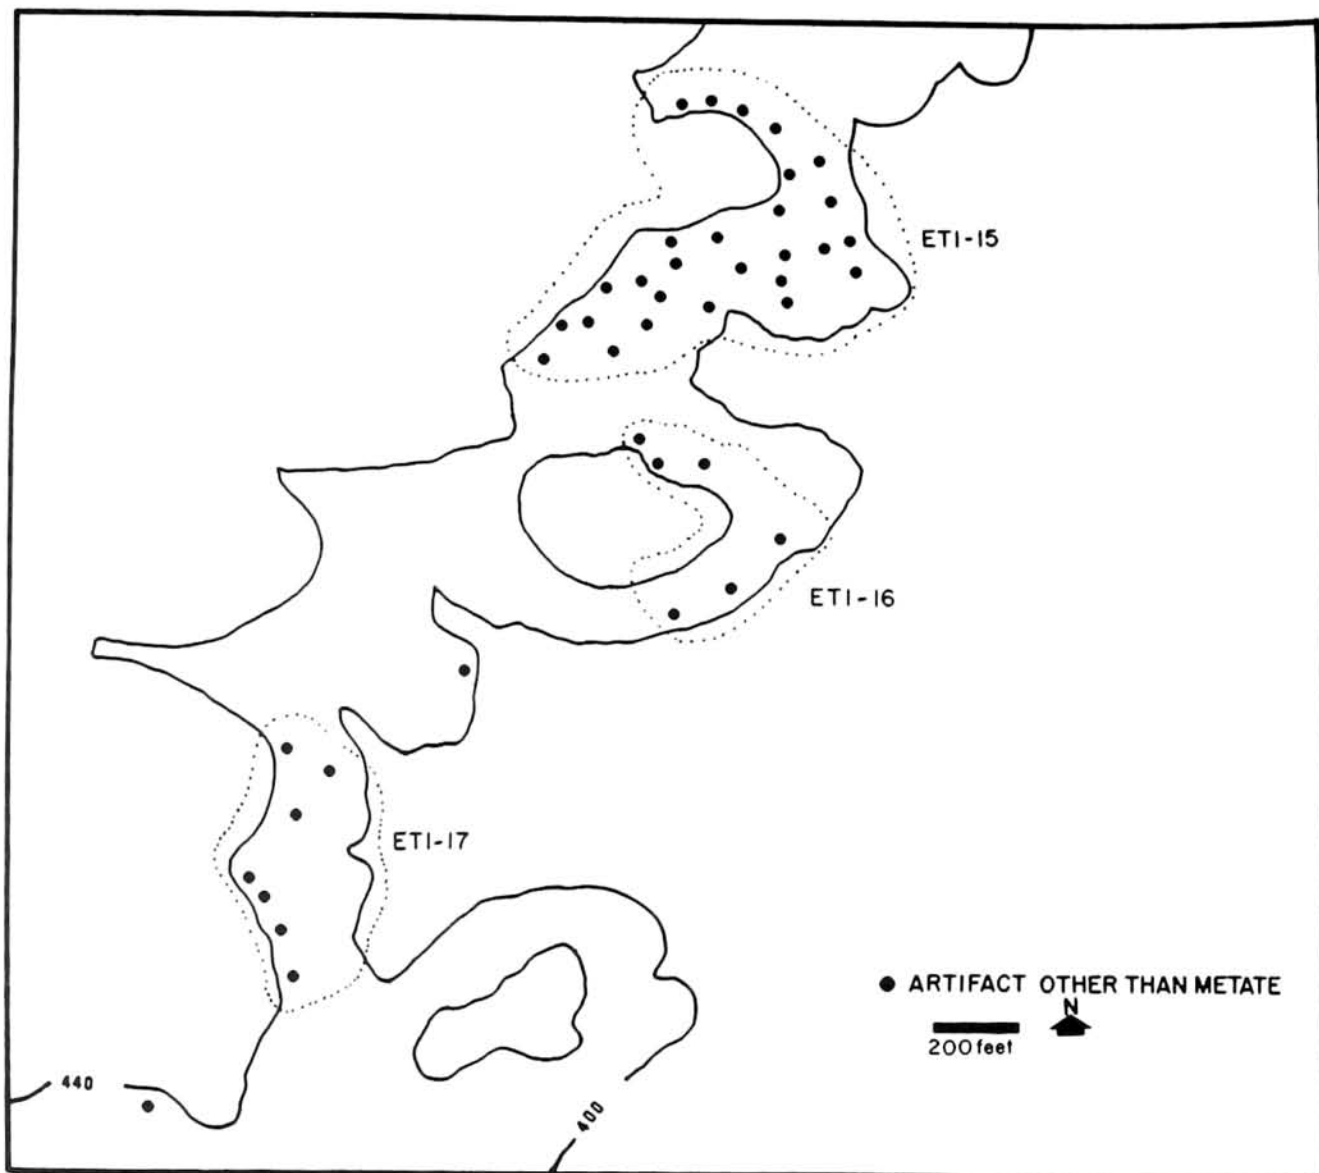 ETI-15
ETI-16
ETI-17
ARTIFACT OTHER THAN METATE
N
200 feet
440
400